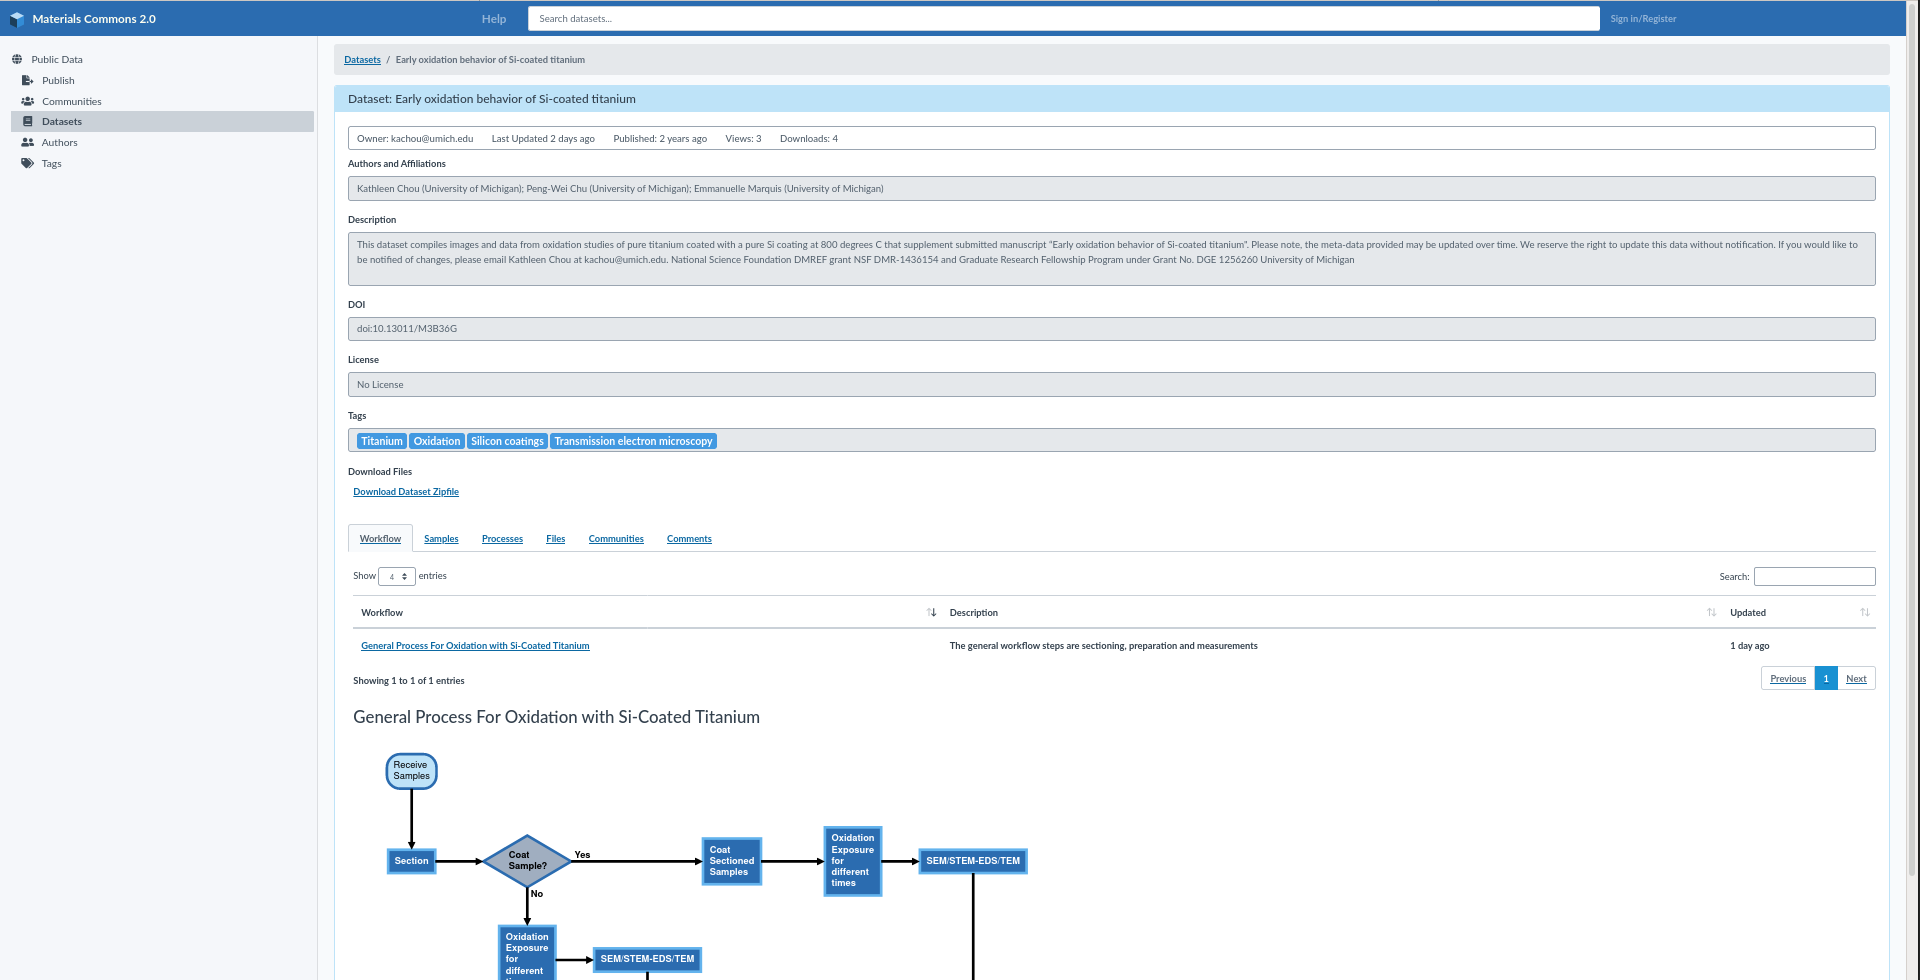 Materials Commons 2.0
Help
Search datasets...
Sign in/Register
Public Data
Publish
Communities
Datasets
Authors
Tags
Datasets / Early oxidation behavior of Si-coated titanium
Dataset: Early oxidation behavior of Si-coated titanium
Owner: kachou@umich.edu Last Updated 2 days ago Published: 2 years ago Views: 3 Downloads: 4
Authors and Affiliations
Kathleen Chou (University of Michigan); Peng-Wei Chu (University of Michigan); Emmanuelle Marquis (University of Michigan)
Description
This dataset compiles images and data from oxidation studies of pure titanium coated with a pure Si coating at 800 degrees C that supplement submitted manuscript "Early oxidation behavior of Si-coated titanium". Please note, the meta-data provided may be updated over time. We reserve the right to update this data without notification. If you would like to
be notified of changes, please email Kathleen Chou at kachou@umich.edu. National Science Foundation DMREF grant NSF DMR-1436154 and Graduate Research Fellowship Program under Grant No. DGE 1256260 University of Michigan
DOI
doi:10.13011/M3B36G
License
No License
Tags
Titanium Oxidation Silicon coatings Transmission electron microscopy
Download Files
Download Dataset Zipfile
Workflow Samples Processes Files Communities Comments
Show 4 entries
Search:
Workflow Description Updated
General Process For Oxidation with Si-Coated Titanium The general workflow steps are sectioning, preparation and measurements 1 day ago
Showing 1 to 1 of 1 entries
Previous 1 Next
General Process For Oxidation with Si-Coated Titanium
Receive
Samples
Section
Coat
Sample?
Yes
Coat
Sectioned
Samples
Oxidation
Exposure
for
different
times
SEM/STEM-EDS/TEM
No
Oxidation
Exposure
for
different
SEM/STEM-EDS/TEM